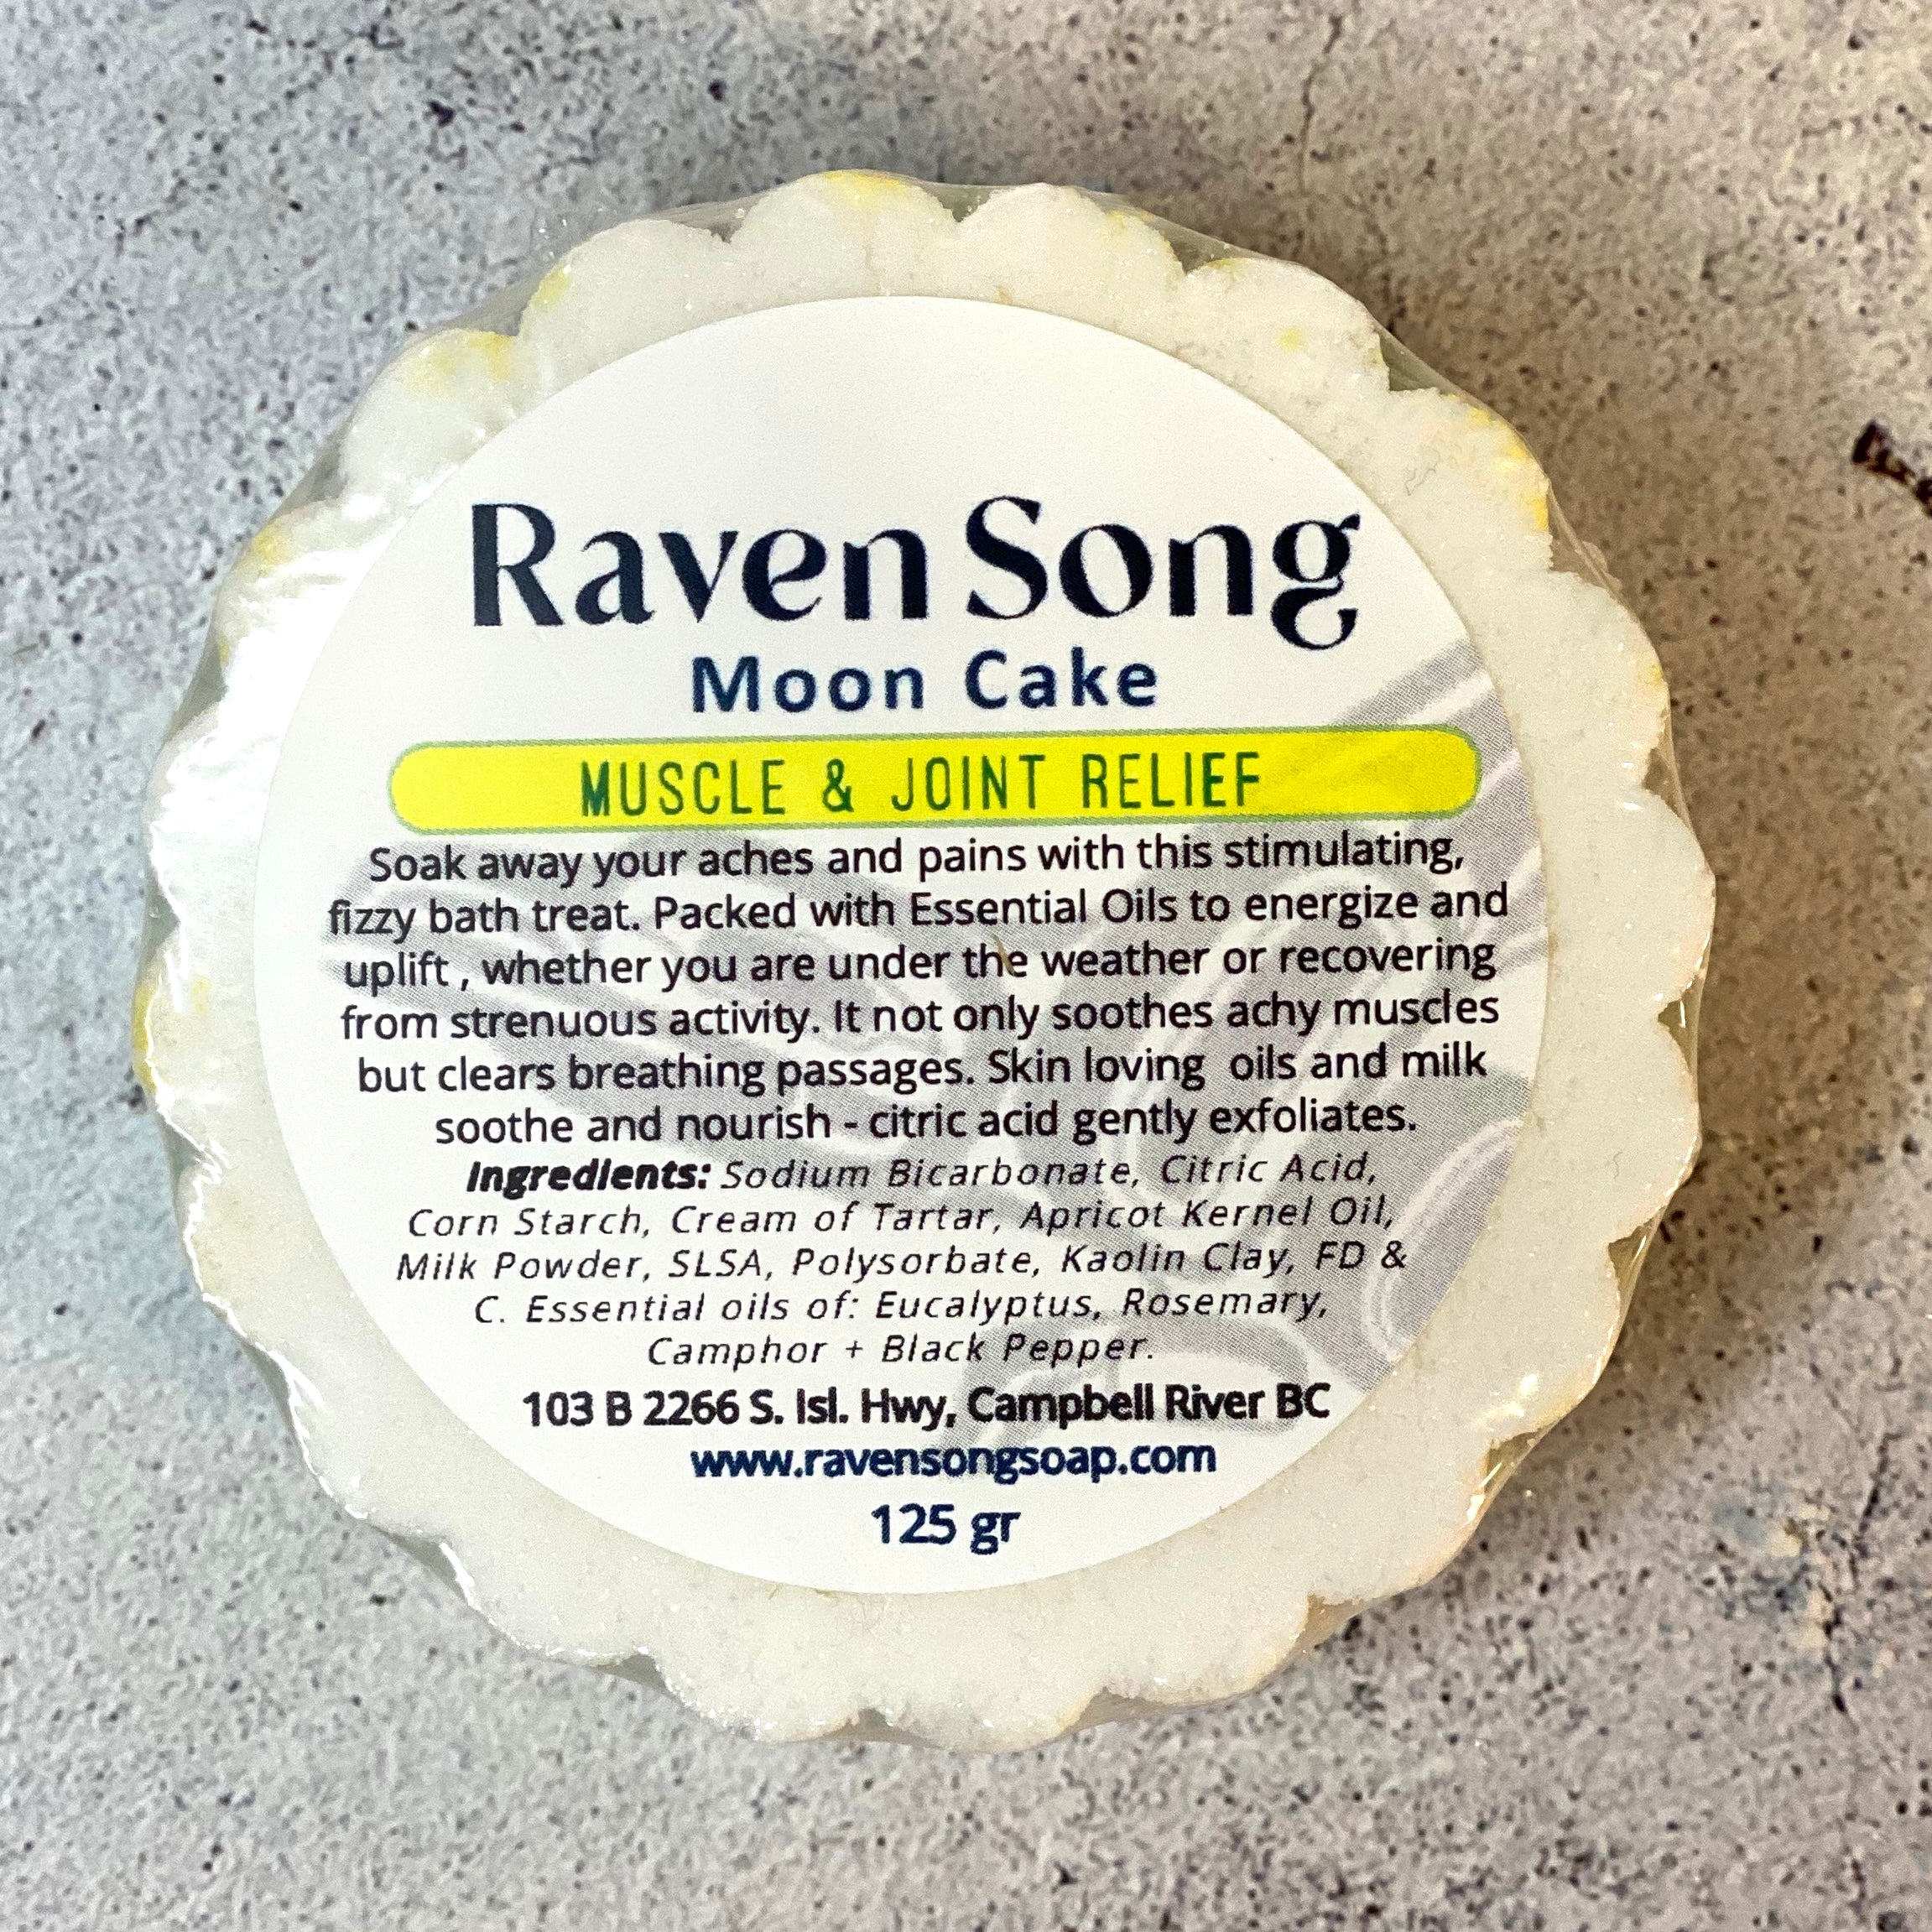 Raven Song
Moon Cake
MUSCLE & JOINT RELIEF
Soak away your aches and pains with this stimulating,
fizzy bath treat. Packed with Essential Oils to energize and
uplift , whether you are under the weather or recovering
from strenuous activity. It not only soothes achy muscles
but clears breathing passages. Skin loving  oils and milk
soothe and nourish - citric acid gently exfoliates.
Ingredients: Sodium Bicarbonate, Citric Acid,
Corn Starch, Cream of Tartar, Apricot Kernel Oil,
Milk Powder, SLSA, Polysorbate, Kaolin Clay, FD &
C. Essential oils of: Eucalyptus, Rosemary,
Camphor + Black Pepper.
103 B 2266 S. Isl. Hwy, Campbell River BC
www.ravensongsoap.com
125 gr